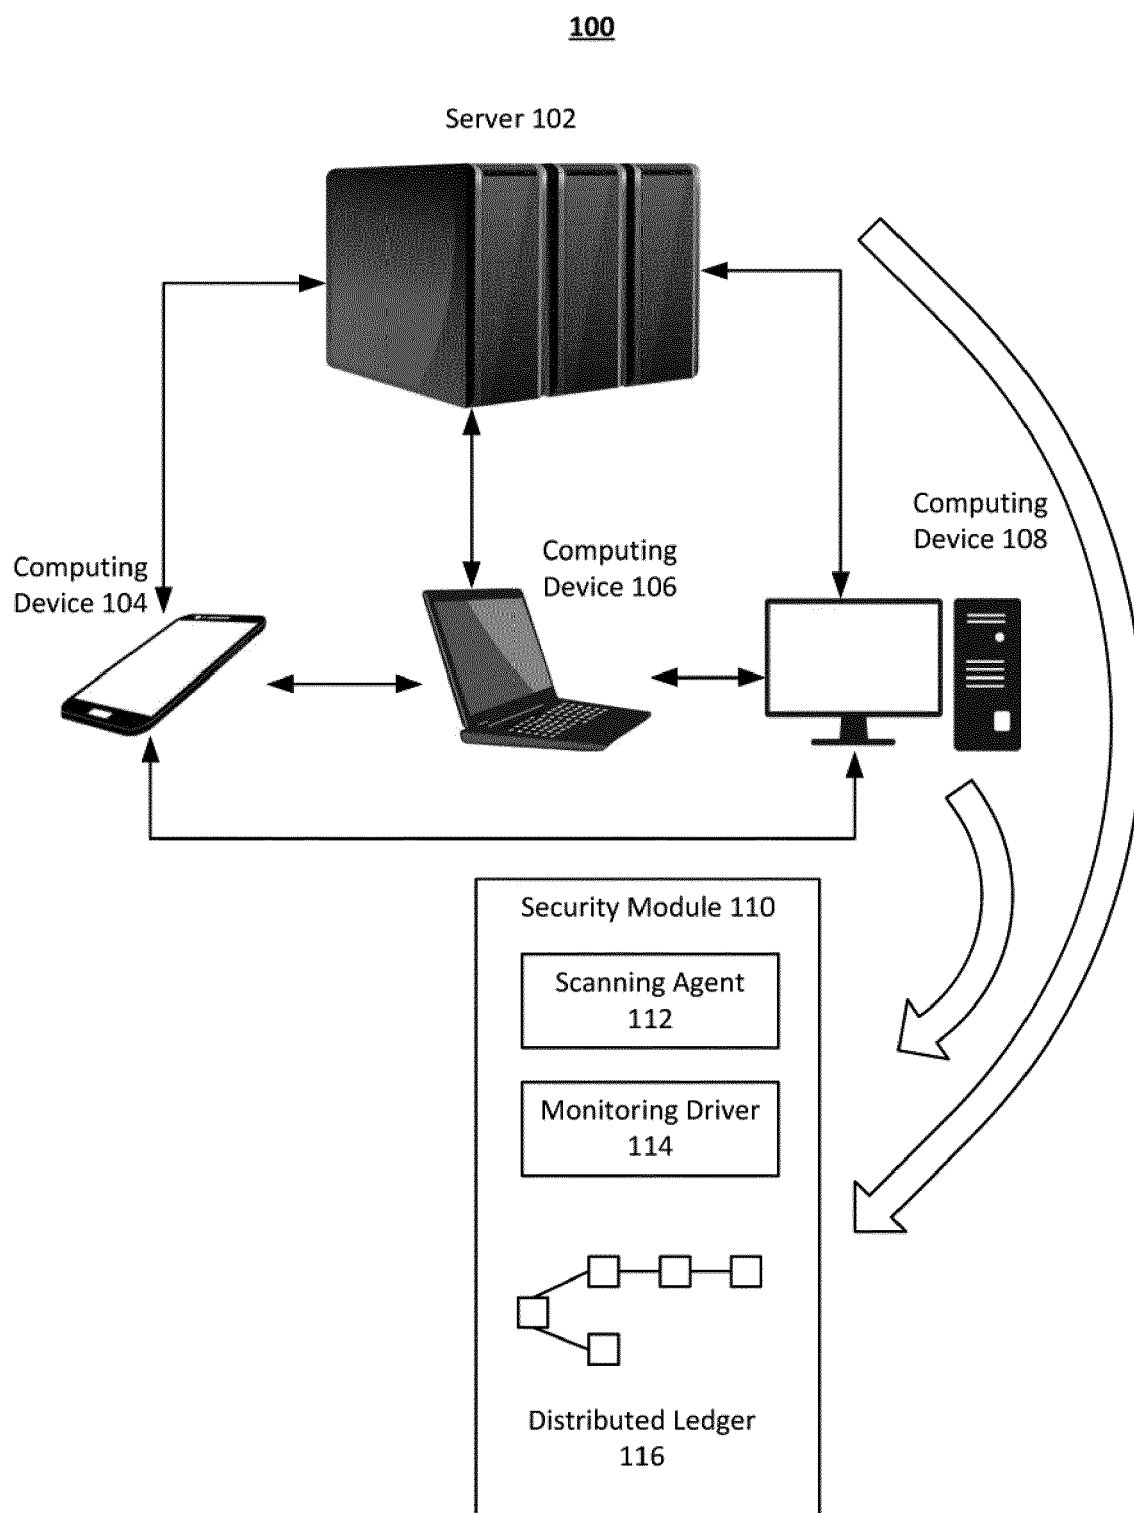 100
Server 102
Computing
Device 108
Computing
Device 106
Computing
Device 104
Security Module 110
Scanning Agent
112
Monitoring Driver
114
Distributed Ledger
116